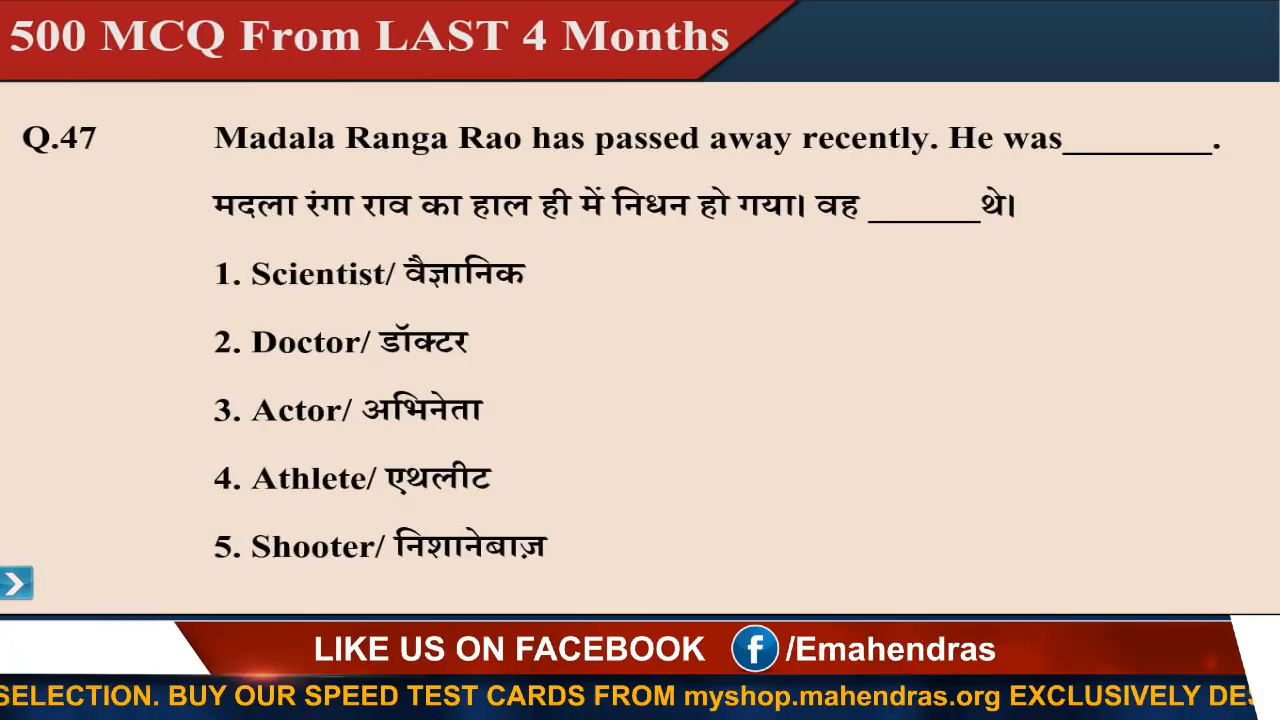 500 MCQ From LAST 4 Months
Q.47 Madala Ranga Rao has passed away recently. He was_________.
मदला रंगा राव का हाल ही में निधन हो गया। वह _______थे।
1. Scientist/ वैज्ञानिक
2. Doctor/ डॉक्टर
3. Actor/ अभिनेता
4. Athlete/ एथलीट
5. Shooter/ निशानेबाज़
LIKE US ON FACEBOOK f /Emahendras
SELECTION. BUY OUR SPEED TEST CARDS FROM myshop.mahendras.org EXCLUSIVELY DES